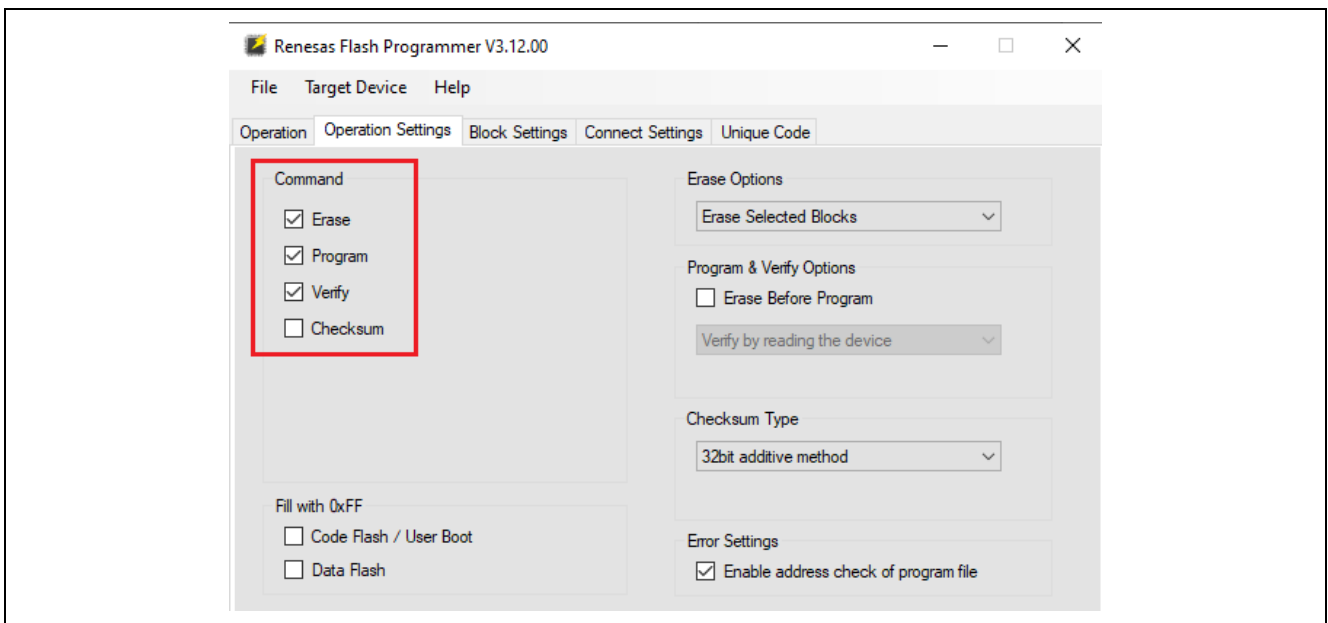 Renesas Flash Programmer V3.12.00
File Target Device Help
Operation Operation Settings Block Settings Connect Settings Unique Code
Command
Erase
Program
Verify
Checksum
Erase Options
Erase Selected Blocks
Program & Verify Options
Erase Before Program
Verify by reading the device
Checksum Type
32bit additive method
Fill with 0xFF
Code Flash / User Boot
Data Flash
Error Settings
Enable address check of program file